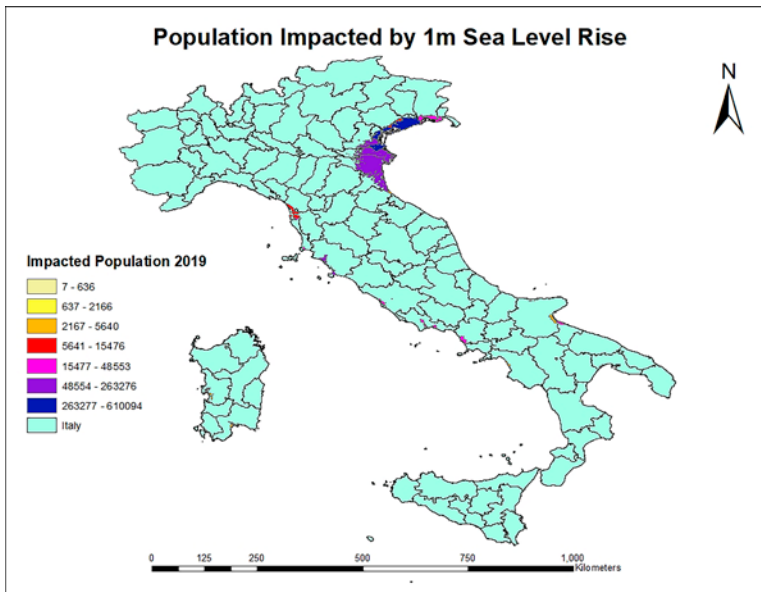 Population Impacted by 1m Sea Level Rise
N
Impacted Population 2019
7 - 636
637 - 2166
2167 - 5640
5641 - 15476
15477 - 48553
48554 - 263276
263277 - 610094
Italy
0 125 250 500 750 1,000
Kilometers